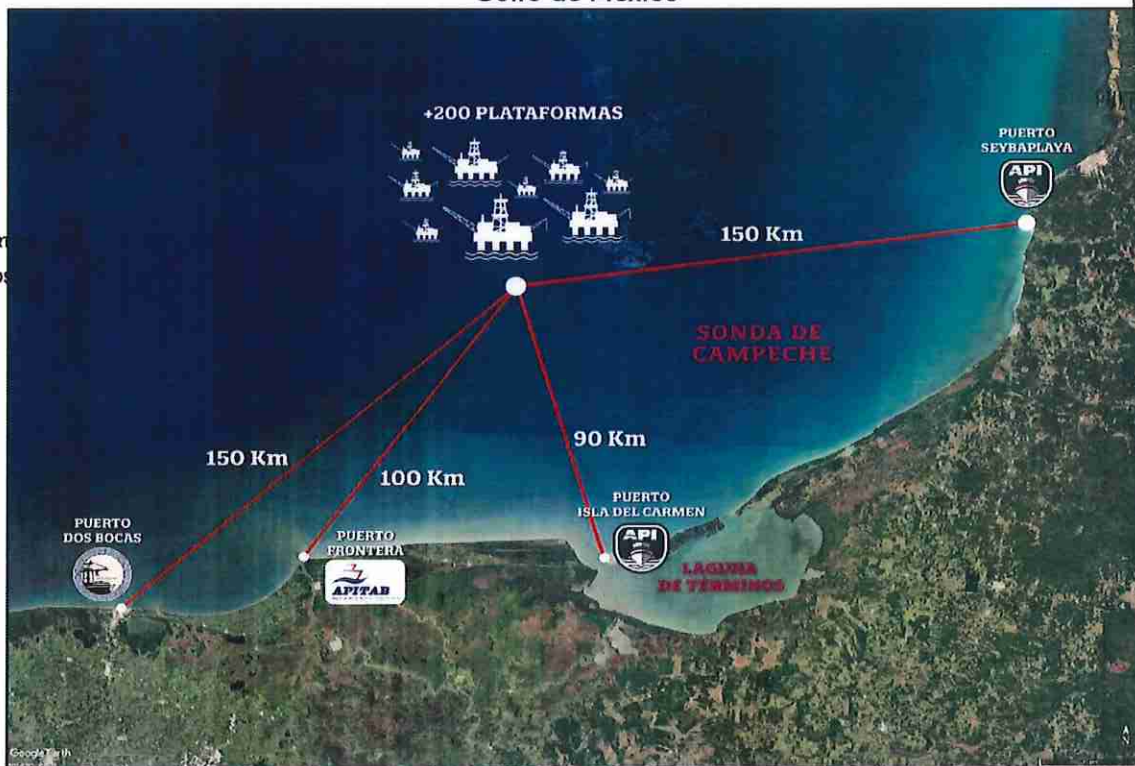 +200 PLATAFORMAS
PUERTO
SEYBAPLAYA
API
150 Km
SONDA DE
CAMPECHE
150 Km
100 Km
90 Km
PUERTO
DOS BOCAS
PUERTO
FRONTERA
APITAB
PUERTO
ISLA DEL CARMEN
API
LAGUNA
DE TÉRMINOS
Google Earth